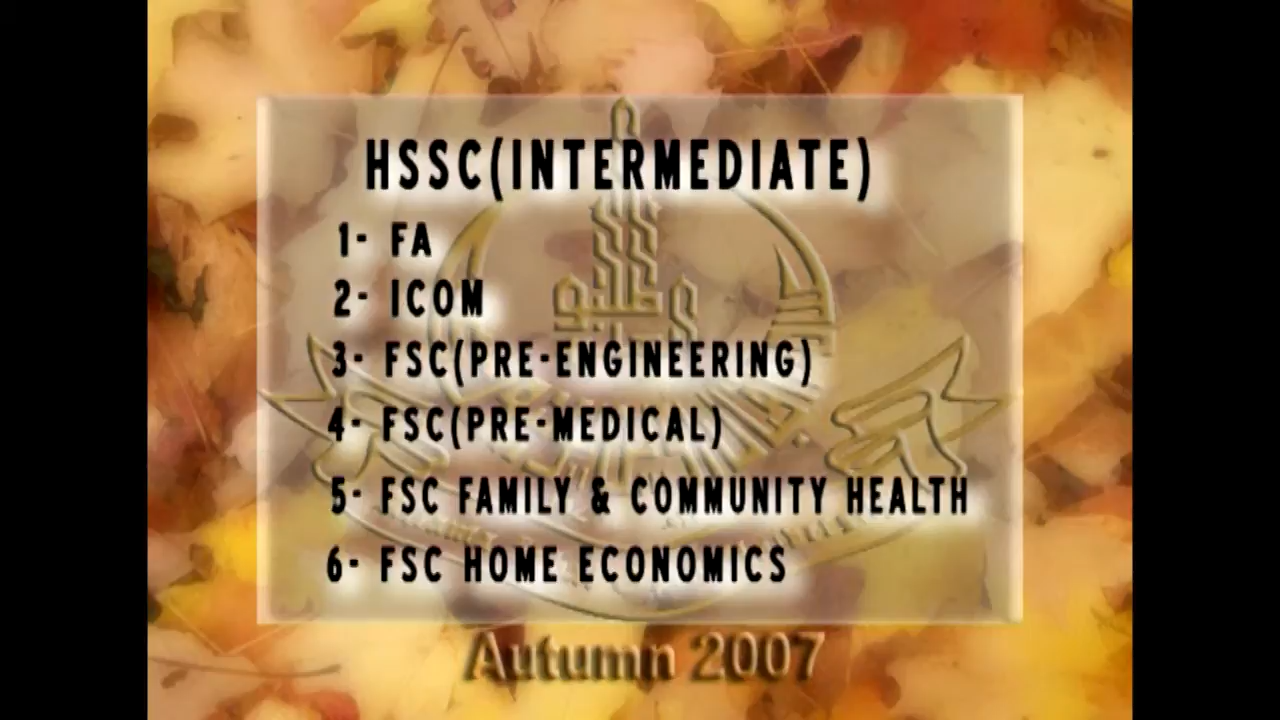 HSSC(INTERMEDIATE)
1- FA
2- ICOM
3- FSC(PRE-ENGINEERING)
4- FSC(PRE-MEDICAL)
5- FSC FAMILY & COMMUNITY HEALTH
6- FSC HOME ECONOMICS
Autumn 2007